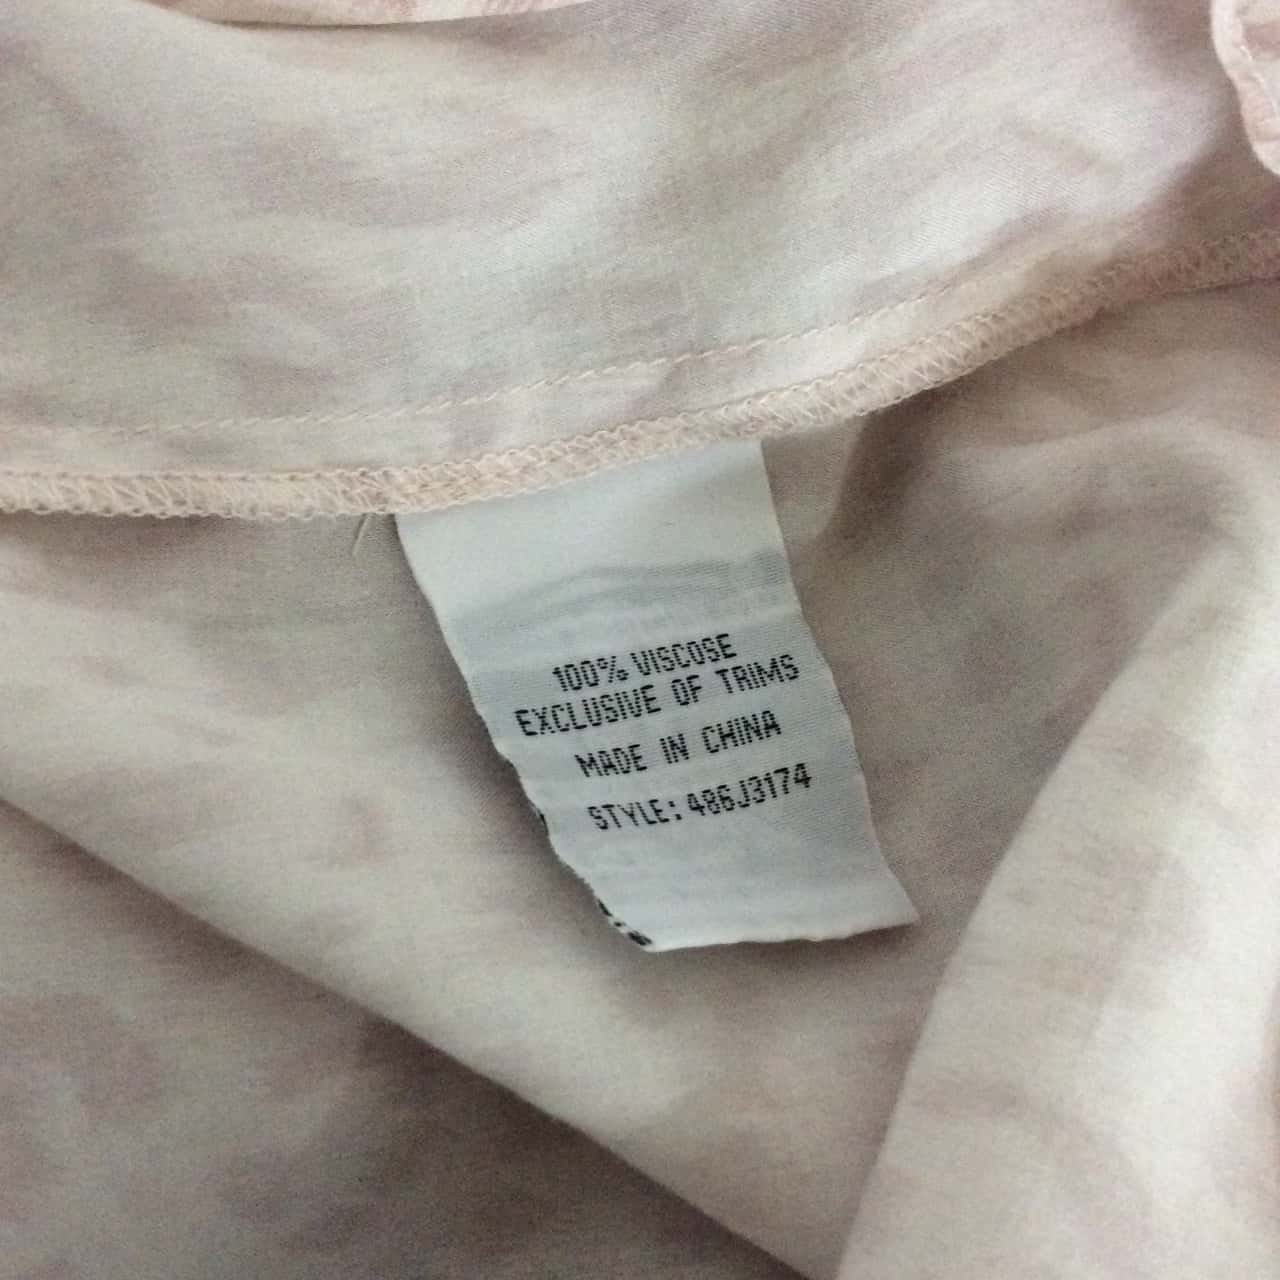 100% VISCOSE
EXCLUSIVE OF TRIMS
MADE IN CHINA
STYLE: 486J3174